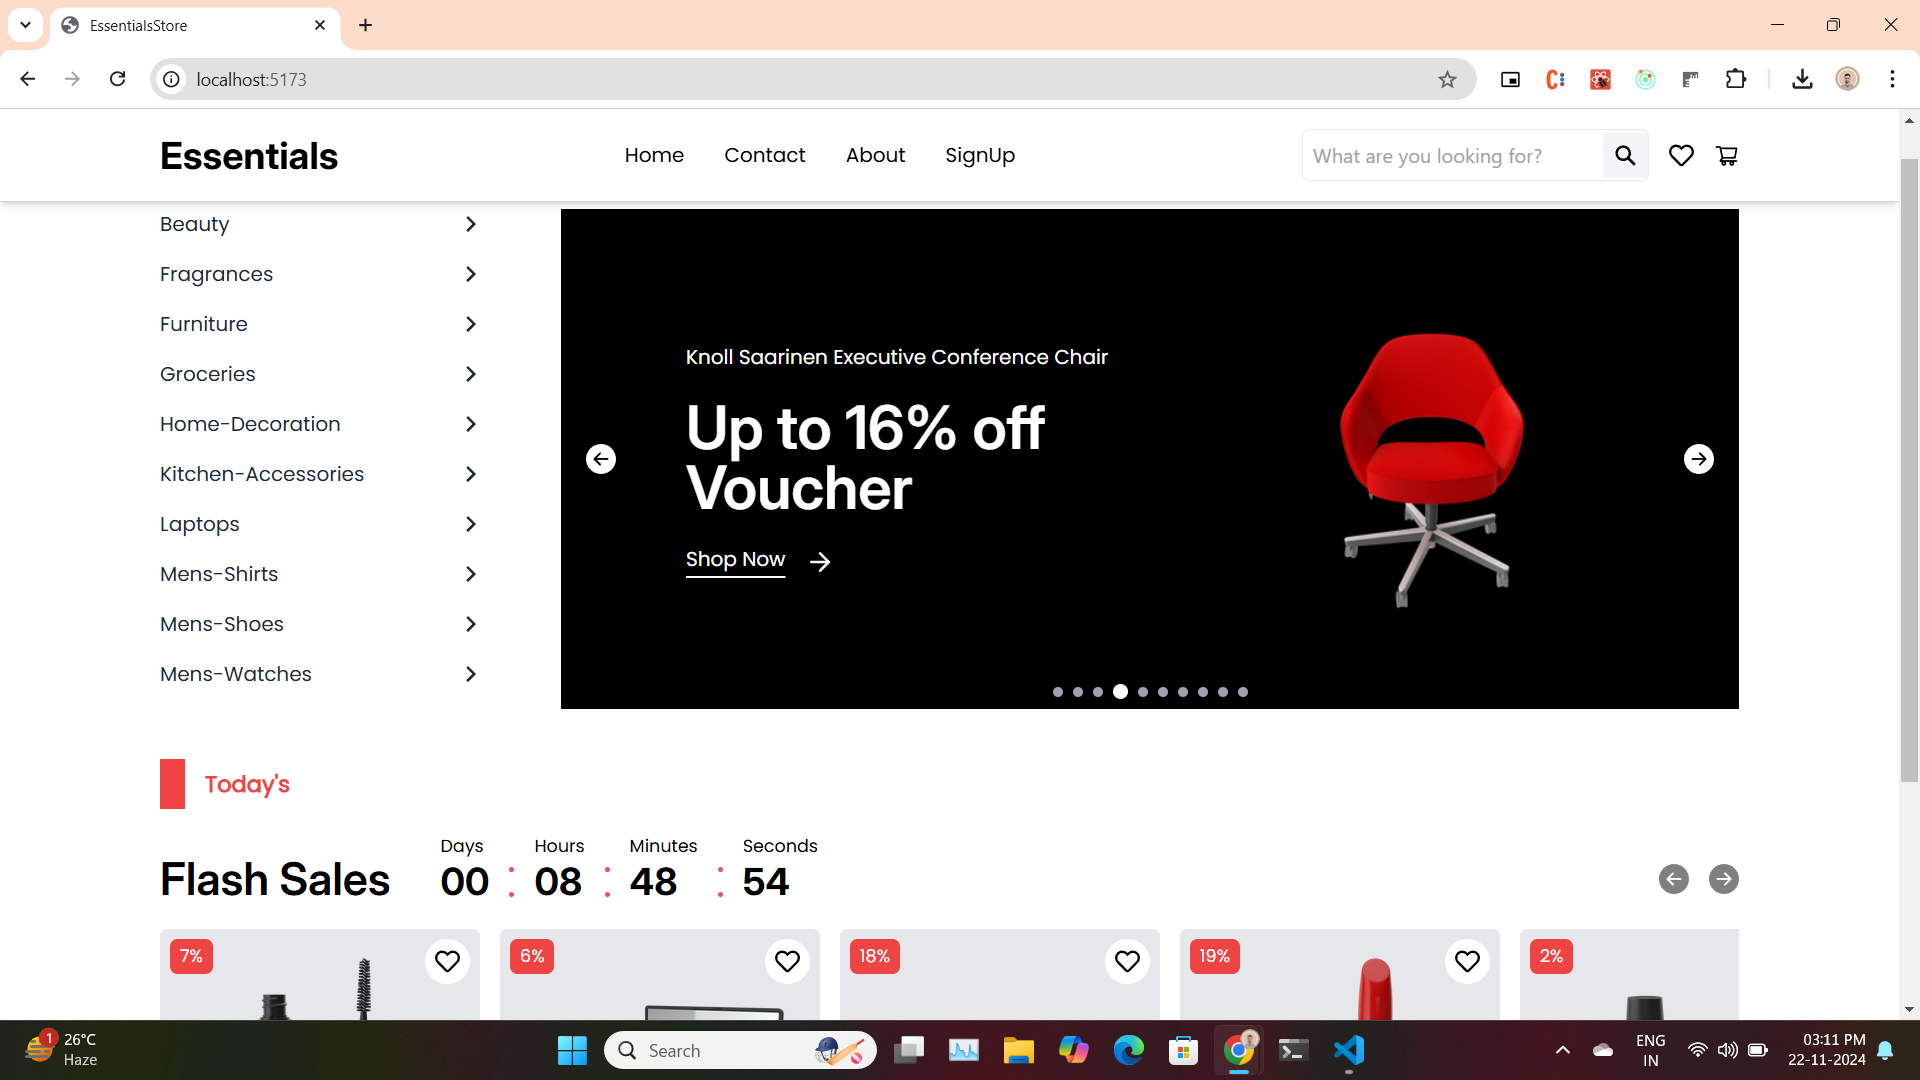 EssentialsStore
localhost:5173
Essentials
Home Contact About SignUp
What are you looking for?
Beauty
Fragrances
Furniture
Groceries
Home-Decoration
Kitchen-Accessories
Laptops
Mens-Shirts
Mens-Shoes
Mens-Watches
Knoll Saarinen Executive Conference Chair
Up to 16% off
Voucher
Shop Now
Today's
Flash Sales
Days Hours Minutes Seconds
00 : 08 : 48 : 54
7% 6% 18% 19% 2%
1
26°C
Haze
Search
ENG
IN
03:11 PM
22-11-2024